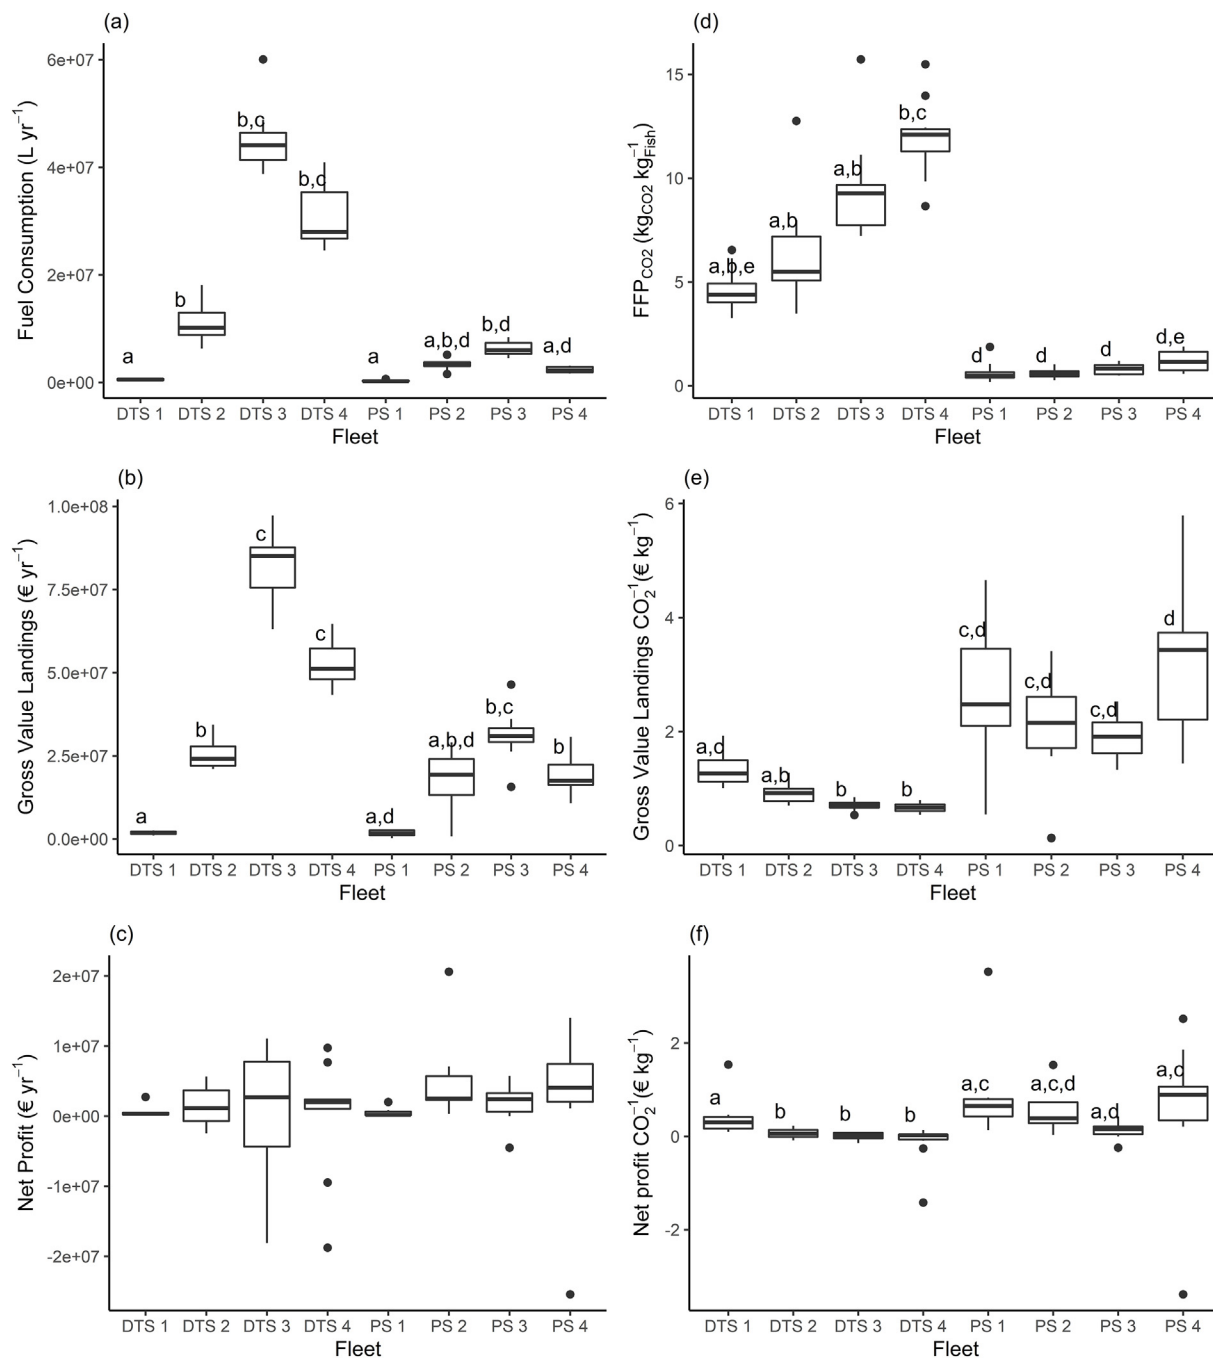 (a)
Fuel Consumption (L yr⁻¹)
6e+07
4e+07
2e+07
0e+00
a
b
b,c
b,c
a
a,b,d
b,d
a,d
DTS 1 DTS 2 DTS 3 DTS 4 PS 1 PS 2 PS 3 PS 4
Fleet
(d)
FFP_CO2 (kg_CO2 kg⁻¹_Fish)
15
10
5
0
a,b,e
a,b
a,b
b,c
d
d
d
d,e
DTS 1 DTS 2 DTS 3 DTS 4 PS 1 PS 2 PS 3 PS 4
Fleet
(b)
Gross Value Landings (€ yr⁻¹)
1.0e+08
7.5e+07
5.0e+07
2.5e+07
0.0e+00
a
b
c
c
a,d
a,b,d
b,c
b
DTS 1 DTS 2 DTS 3 DTS 4 PS 1 PS 2 PS 3 PS 4
Fleet
(e)
Gross Value Landings CO₂⁻¹(€ kg⁻¹)
6
4
2
0
a,d
a,b
b
b
c,d
c,d
c,d
d
DTS 1 DTS 2 DTS 3 DTS 4 PS 1 PS 2 PS 3 PS 4
Fleet
(c)
Net Profit (€ yr⁻¹)
2e+07
1e+07
0e+00
-1e+07
-2e+07
DTS 1 DTS 2 DTS 3 DTS 4 PS 1 PS 2 PS 3 PS 4
Fleet
(f)
Net profit CO₂⁻¹(€ kg⁻¹)
2
0
-2
a
b
b
b
a,c
a,c,d
a,d
a,c
DTS 1 DTS 2 DTS 3 DTS 4 PS 1 PS 2 PS 3 PS 4
Fleet